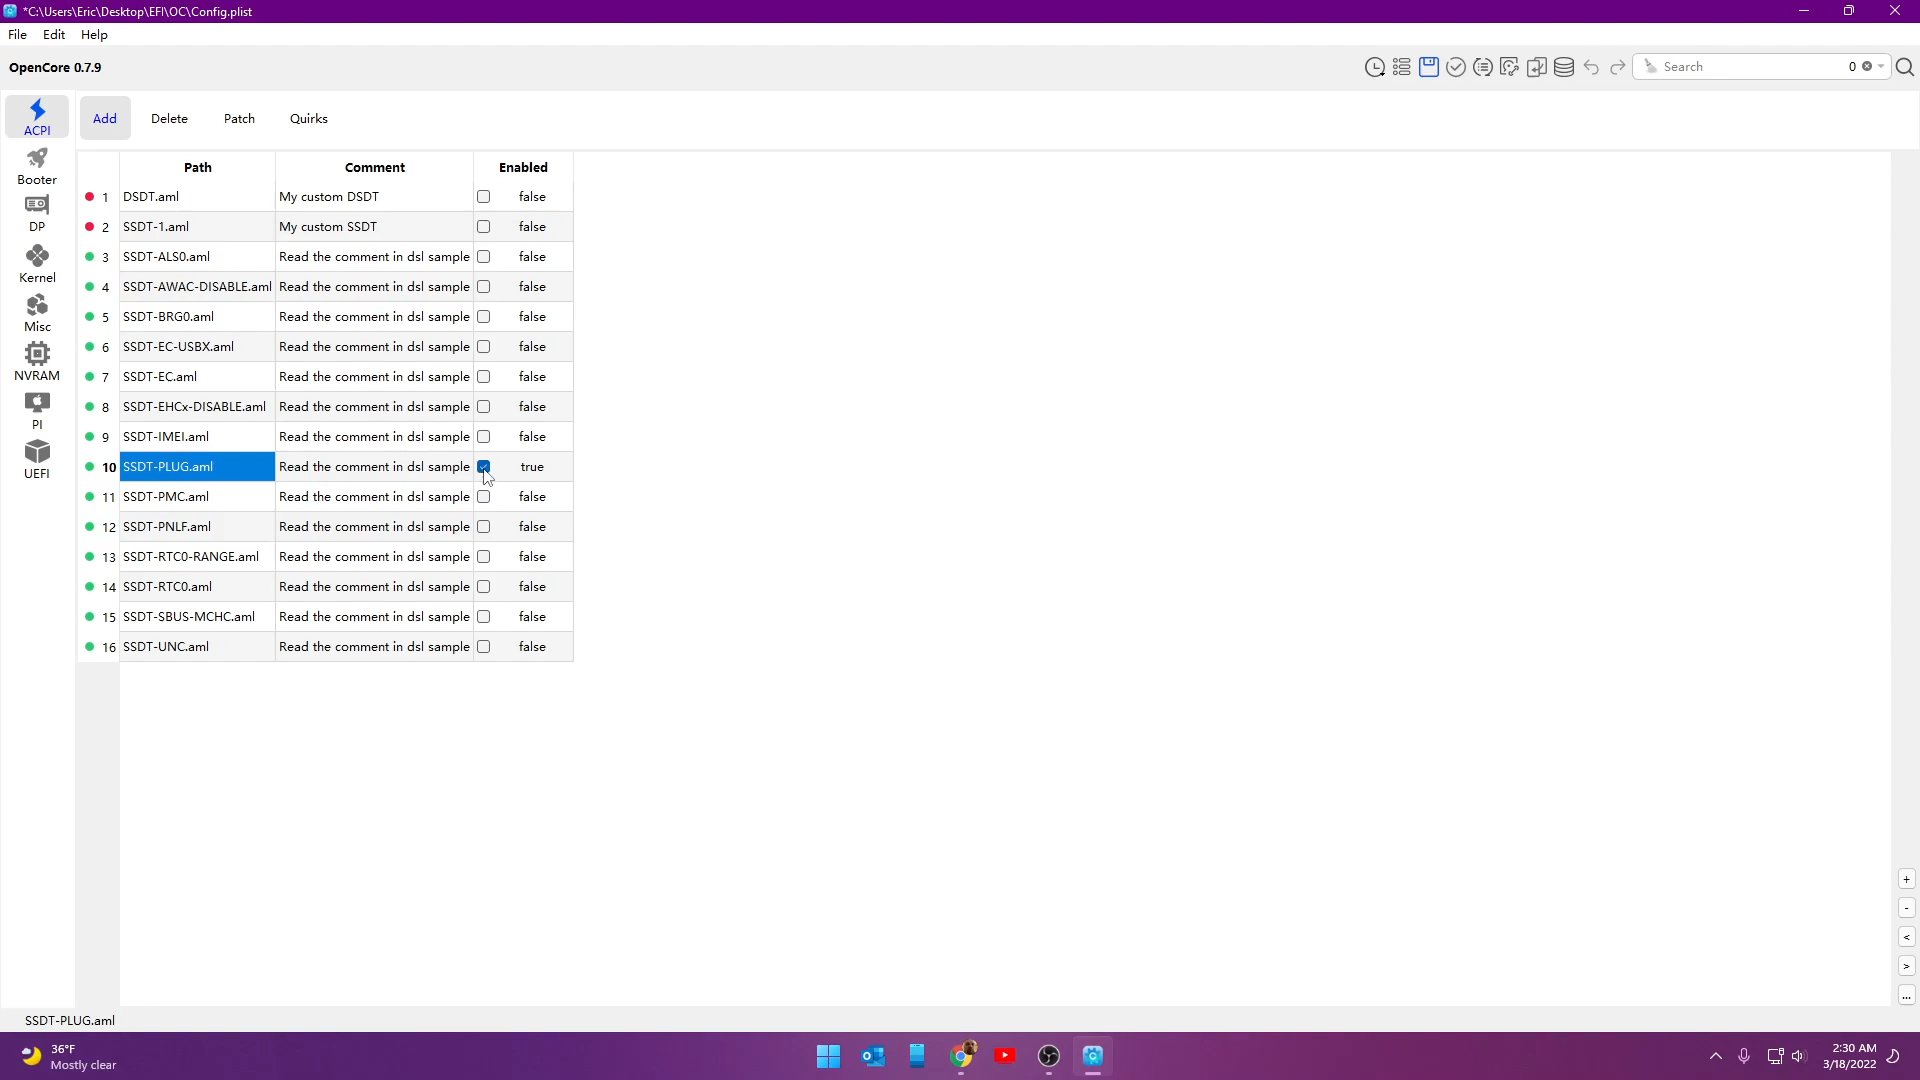 *C:\Users\Eric\Desktop\EFI\OC\Config.plist
File Edit Help
OpenCore 0.7.9
Search 0
ACPI
Booter
DP
Kernel
Misc
NVRAM
PI
UEFI
Add Delete Patch Quirks
Path Comment Enabled
1 DSDT.aml My custom DSDT false
2 SSDT-1.aml My custom SSDT false
3 SSDT-ALS0.aml Read the comment in dsl sample false
4 SSDT-AWAC-DISABLE.aml Read the comment in dsl sample false
5 SSDT-BRG0.aml Read the comment in dsl sample false
6 SSDT-EC-USBX.aml Read the comment in dsl sample false
7 SSDT-EC.aml Read the comment in dsl sample false
8 SSDT-EHCx-DISABLE.aml Read the comment in dsl sample false
9 SSDT-IMEI.aml Read the comment in dsl sample false
10 SSDT-PLUG.aml Read the comment in dsl sample true
11 SSDT-PMC.aml Read the comment in dsl sample false
12 SSDT-PNLF.aml Read the comment in dsl sample false
13 SSDT-RTC0-RANGE.aml Read the comment in dsl sample false
14 SSDT-RTC0.aml Read the comment in dsl sample false
15 SSDT-SBUS-MCHC.aml Read the comment in dsl sample false
16 SSDT-UNC.aml Read the comment in dsl sample false
+
-
<
>
...
SSDT-PLUG.aml
36°F
Mostly clear
2:30 AM
3/18/2022